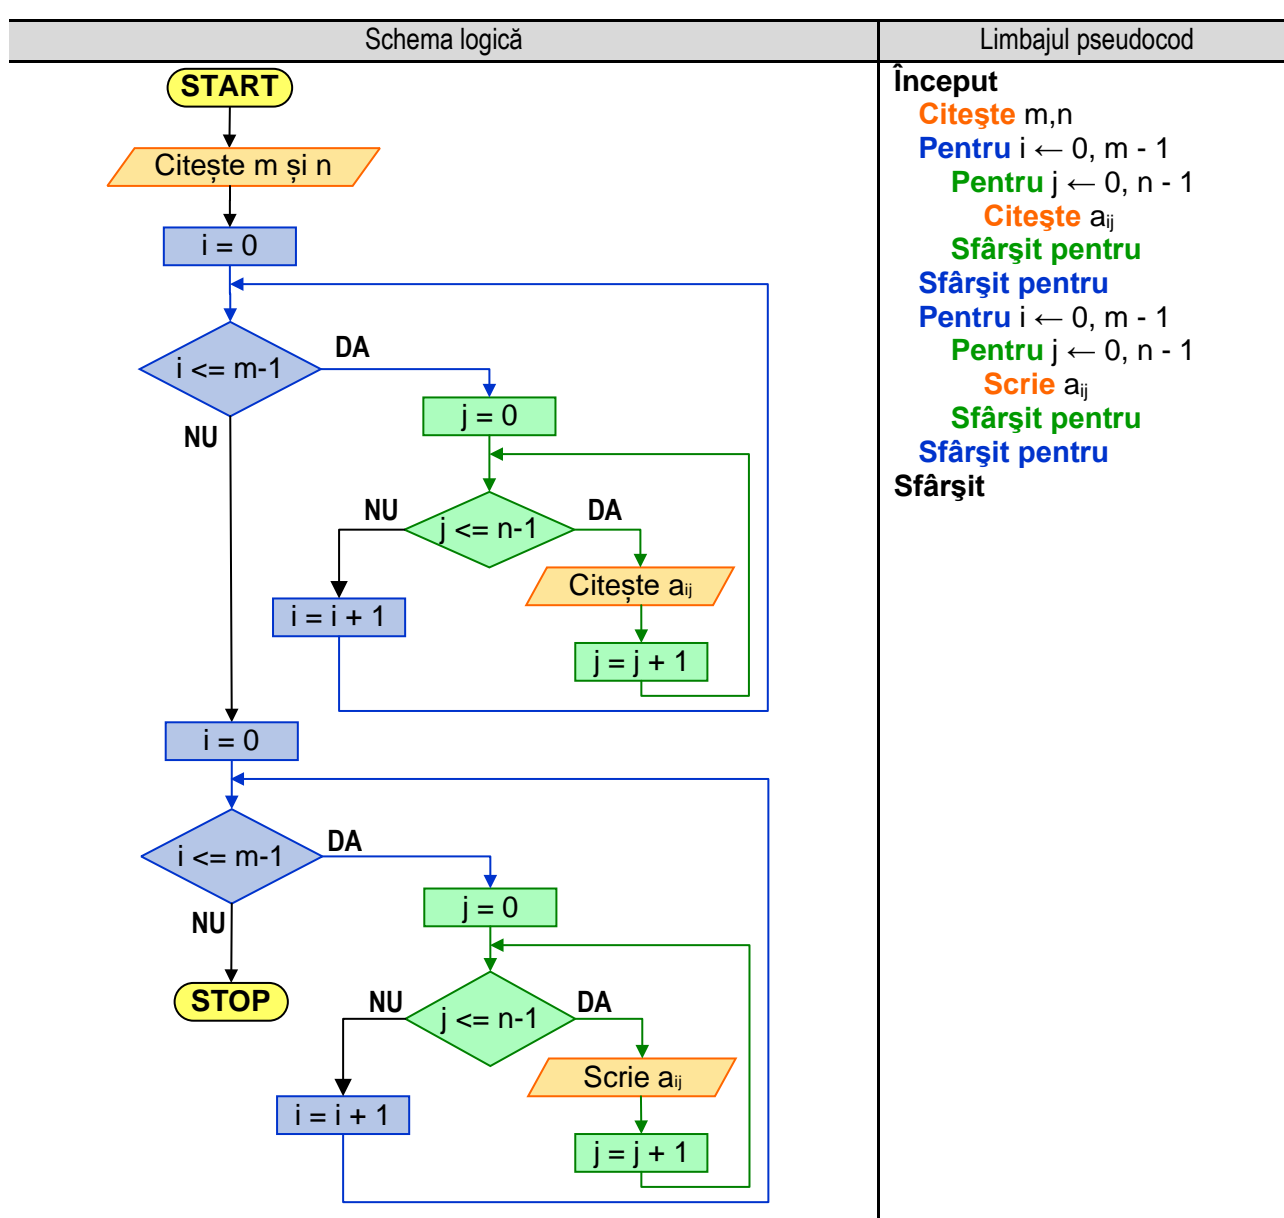 Schema logică
Limbajul pseudocod
START
Citește m și n
i = 0
i <= m-1
DA
NU
j = 0
j <= n-1
NU
DA
Citește aij
i = i + 1
j = j + 1
i = 0
i <= m-1
DA
NU
STOP
j = 0
j <= n-1
NU
DA
Scrie aij
i = i + 1
j = j + 1
Început
Citeşte m,n
Pentru i ← 0, m - 1
Pentru j ← 0, n - 1
Citeşte aij
Sfârşit pentru
Sfârşit pentru
Pentru i ← 0, m - 1
Pentru j ← 0, n - 1
Scrie aij
Sfârşit pentru
Sfârşit pentru
Sfârşit